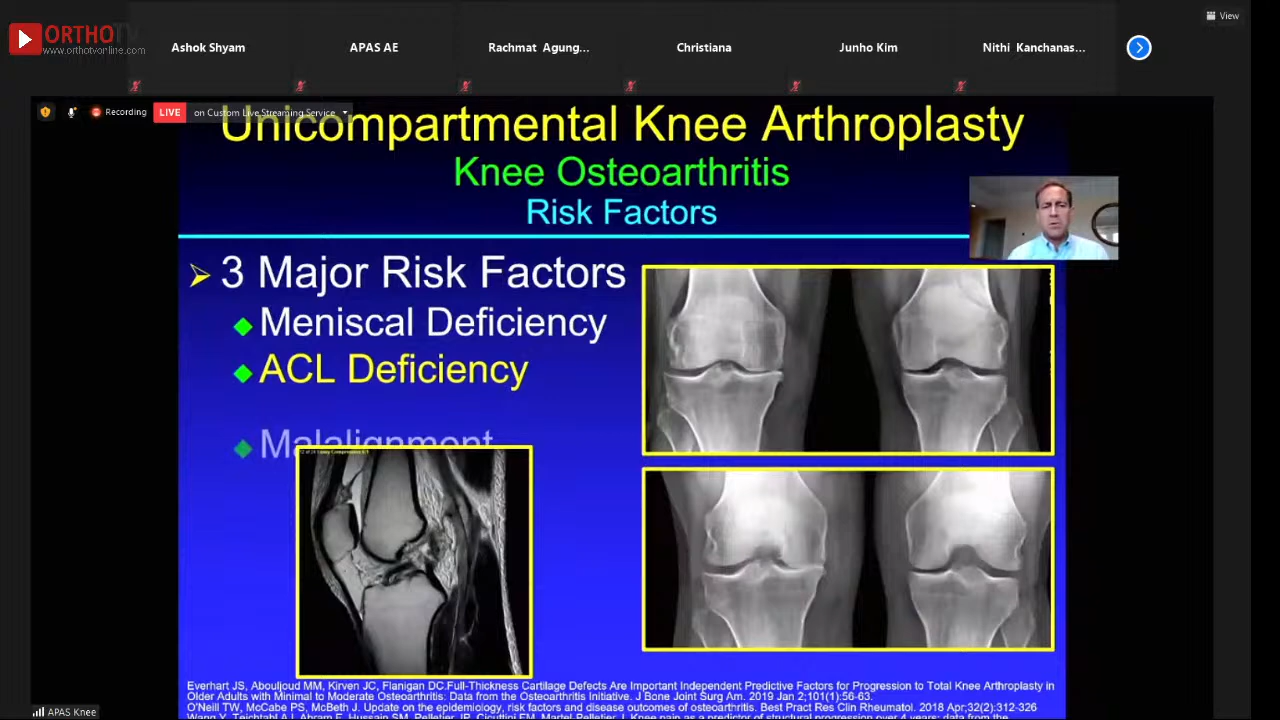 ORTHOTV
www.orthotvonline.com
Ashok Shyam
APAS AE
Rachmat Agung...
Christiana
Junho Kim
Nithi Kanchanas...
View
Recording
LIVE
on Custom Live Streaming Service
Unicompartmental Knee Arthroplasty
Knee Osteoarthritis
Risk Factors
3 Major Risk Factors
Meniscal Deficiency
ACL Deficiency
Malalignment
Everhart JS, Abouljoud MM, Kirven JC, Flanigan DC.Full-Thickness Cartilage Defects Are Important Independent Predictive Factors for Progression to Total Knee Arthroplasty in
Older Adults with Minimal to Moderate Osteoarthritis: Data from the Osteoarthritis Initiative. J Bone Joint Surg Am. 2019 Jan 2;101(1):56-63.
O'Neill TW, McCabe PS, McBeth J. Update on the epidemiology, risk factors and disease outcomes of osteoarthritis. Best Pract Res Clin Rheumatol. 2018 Apr;32(2):312-326
APAS Knee